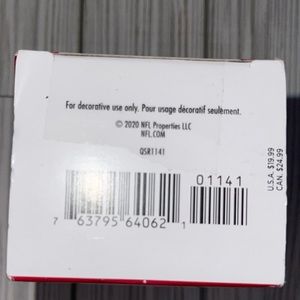 For decorative use only. Pour usage décoratif seulement.
© 2020 NFL Properties LLC
NFL.COM
QSR1141
01141
7 63795 64062 1
U.S.A. $19.99
CAN. $24.99